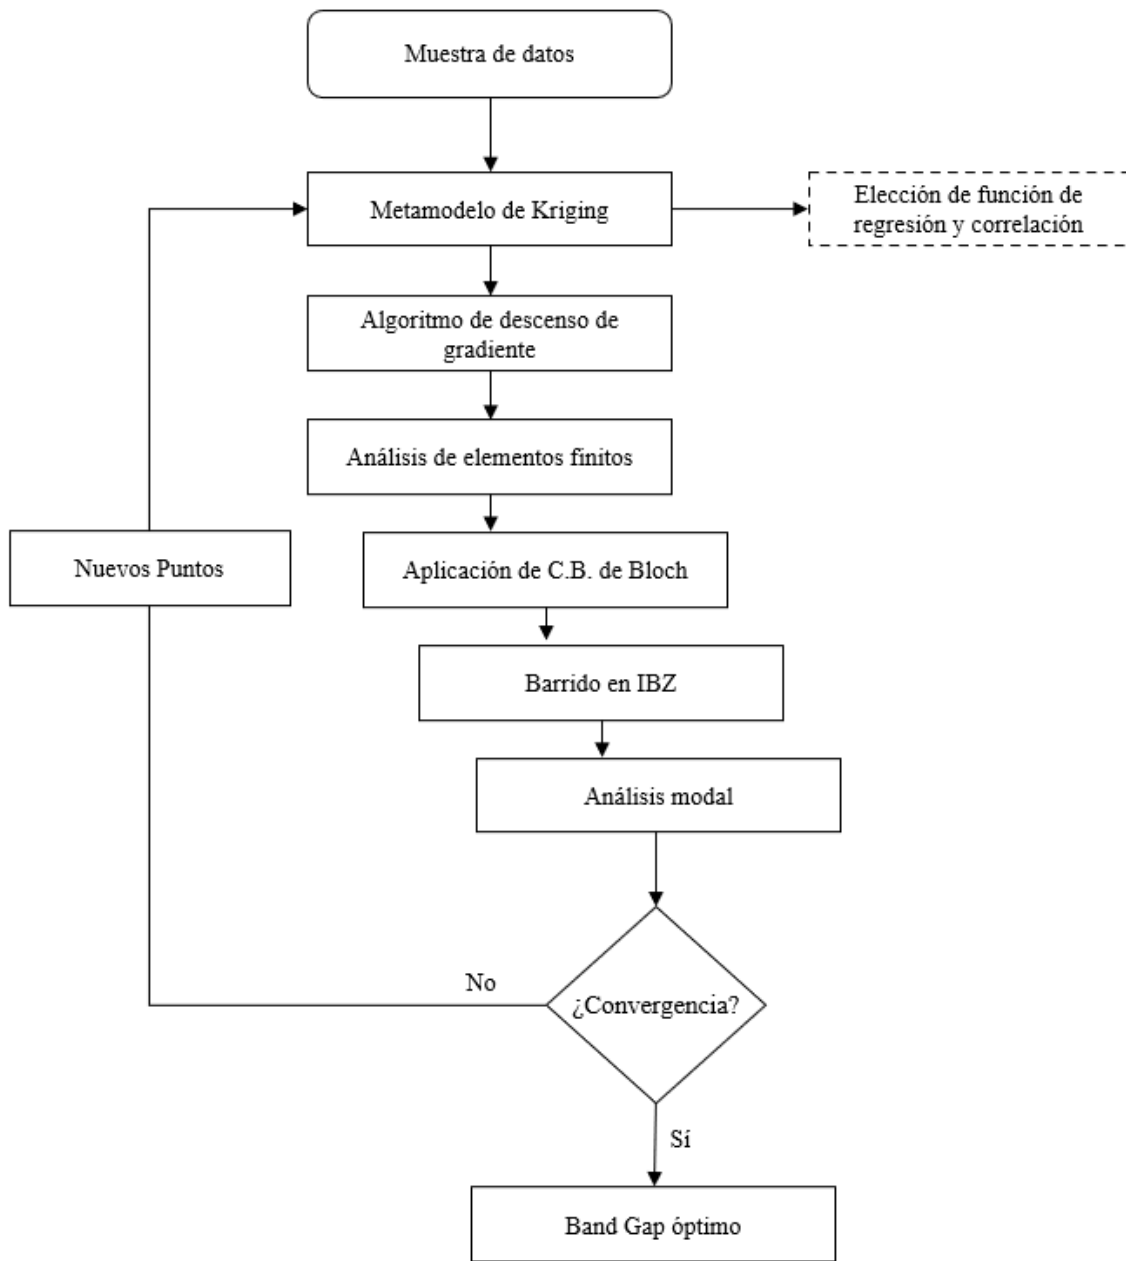 Muestra de datos
Metamodelo de Kriging
Elección de función de
regresión y correlación
Algoritmo de descenso de
gradiente
Análisis de elementos finitos
Nuevos Puntos
Aplicación de C.B. de Bloch
Barrido en IBZ
Análisis modal
No
¿Convergencia?
Sí
Band Gap óptimo